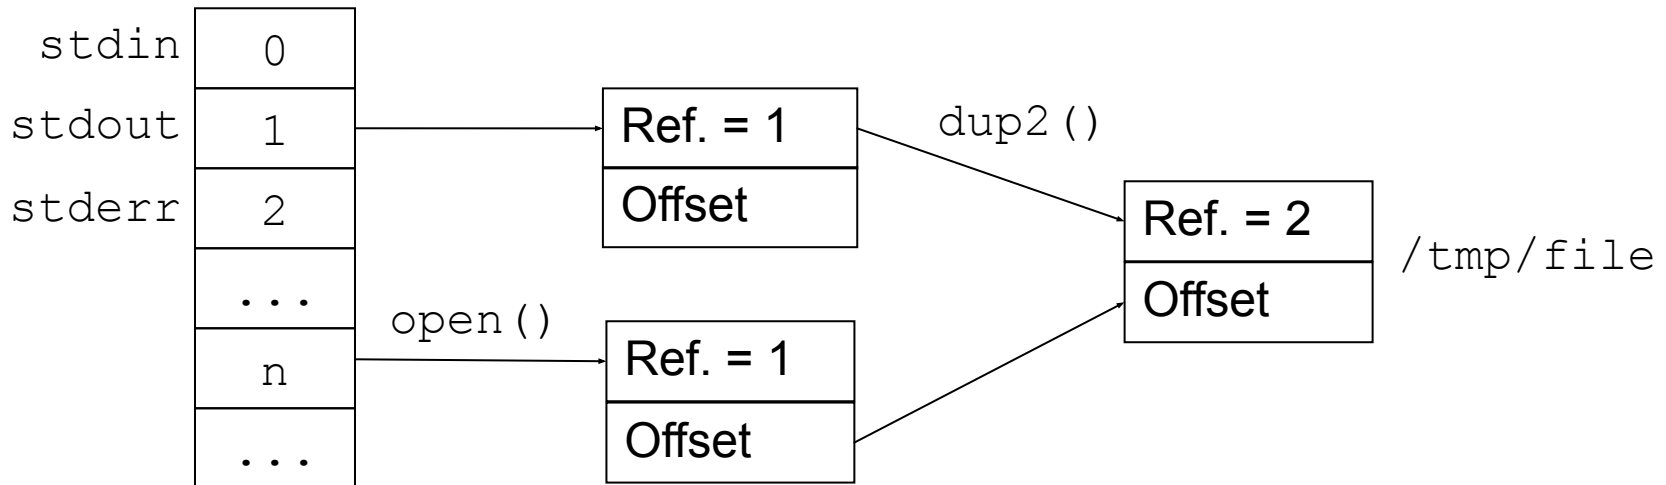 stdin
0
stdout
1
Ref. = 1
dup2()
Offset
stderr
2
Ref. = 2
/tmp/file
Offset
...
open()
n
Ref. = 1
Offset
...